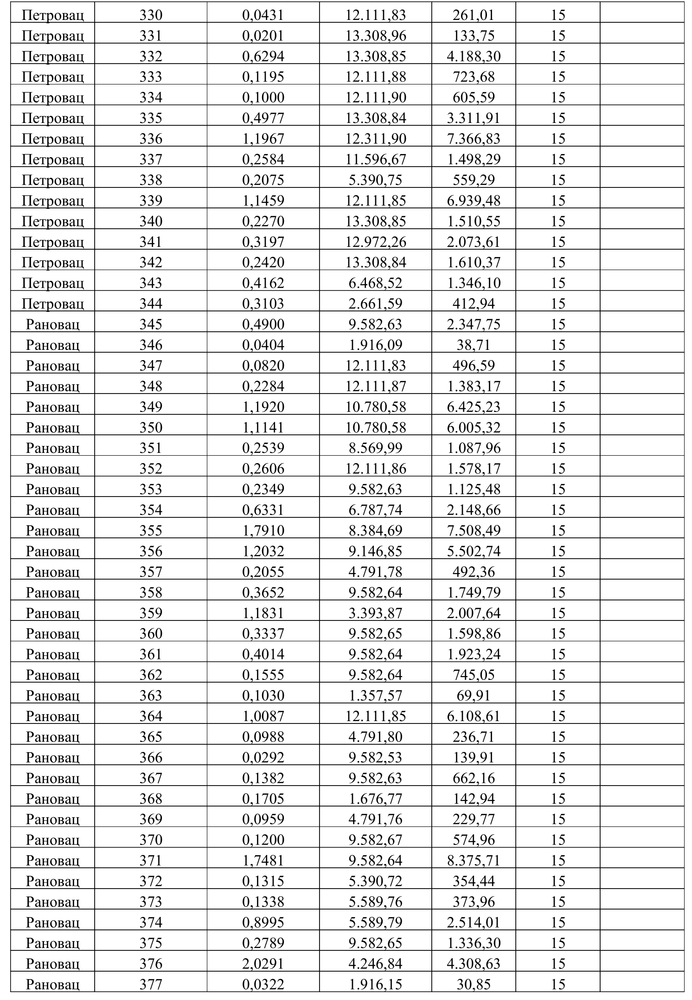 Петровац 330 0,0431 12.111,83 261,01 15
Петровац 331 0,0201 13.308,96 133,75 15
Петровац 332 0,6294 13.308,85 4.188,30 15
Петровац 333 0,1195 12.111,88 723,68 15
Петровац 334 0,1000 12.111,90 605,59 15
Петровац 335 0,4977 13.308,84 3.311,91 15
Петровац 336 1,1967 12.311,90 7.366,83 15
Петровац 337 0,2584 11.596,67 1.498,29 15
Петровац 338 0,2075 5.390,75 559,29 15
Петровац 339 1,1459 12.111,85 6.939,48 15
Петровац 340 0,2270 13.308,85 1.510,55 15
Петровац 341 0,3197 12.972,26 2.073,61 15
Петровац 342 0,2420 13.308,84 1.610,37 15
Петровац 343 0,4162 6.468,52 1.346,10 15
Петровац 344 0,3103 2.661,59 412,94 15
Рановац 345 0,4900 9.582,63 2.347,75 15
Рановац 346 0,0404 1.916,09 38,71 15
Рановац 347 0,0820 12.111,83 496,59 15
Рановац 348 0,2284 12.111,87 1.383,17 15
Рановац 349 1,1920 10.780,58 6.425,23 15
Рановац 350 1,1141 10.780,58 6.005,32 15
Рановац 351 0,2539 8.569,99 1.087,96 15
Рановац 352 0,2606 12.111,86 1.578,17 15
Рановац 353 0,2349 9.582,63 1.125,48 15
Рановац 354 0,6331 6.787,74 2.148,66 15
Рановац 355 1,7910 8.384,69 7.508,49 15
Рановац 356 1,2032 9.146,85 5.502,74 15
Рановац 357 0,2055 4.791,78 492,36 15
Рановац 358 0,3652 9.582,64 1.749,79 15
Рановац 359 1,1831 3.393,87 2.007,64 15
Рановац 360 0,3337 9.582,65 1.598,86 15
Рановац 361 0,4014 9.582,64 1.923,24 15
Рановац 362 0,1555 9.582,64 745,05 15
Рановац 363 0,1030 1.357,57 69,91 15
Рановац 364 1,0087 12.111,85 6.108,61 15
Рановац 365 0,0988 4.791,80 236,71 15
Рановац 366 0,0292 9.582,53 139,91 15
Рановац 367 0,1382 9.582,63 662,16 15
Рановац 368 0,1705 1.676,77 142,94 15
Рановац 369 0,0959 4.791,76 229,77 15
Рановац 370 0,1200 9.582,67 574,96 15
Рановац 371 1,7481 9.582,64 8.375,71 15
Рановац 372 0,1315 5.390,72 354,44 15
Рановац 373 0,1338 5.589,76 373,96 15
Рановац 374 0,8995 5.589,79 2.514,01 15
Рановац 375 0,2789 9.582,65 1.336,30 15
Рановац 376 2,0291 4.246,84 4.308,63 15
Рановац 377 0,0322 1.916,15 30,85 15